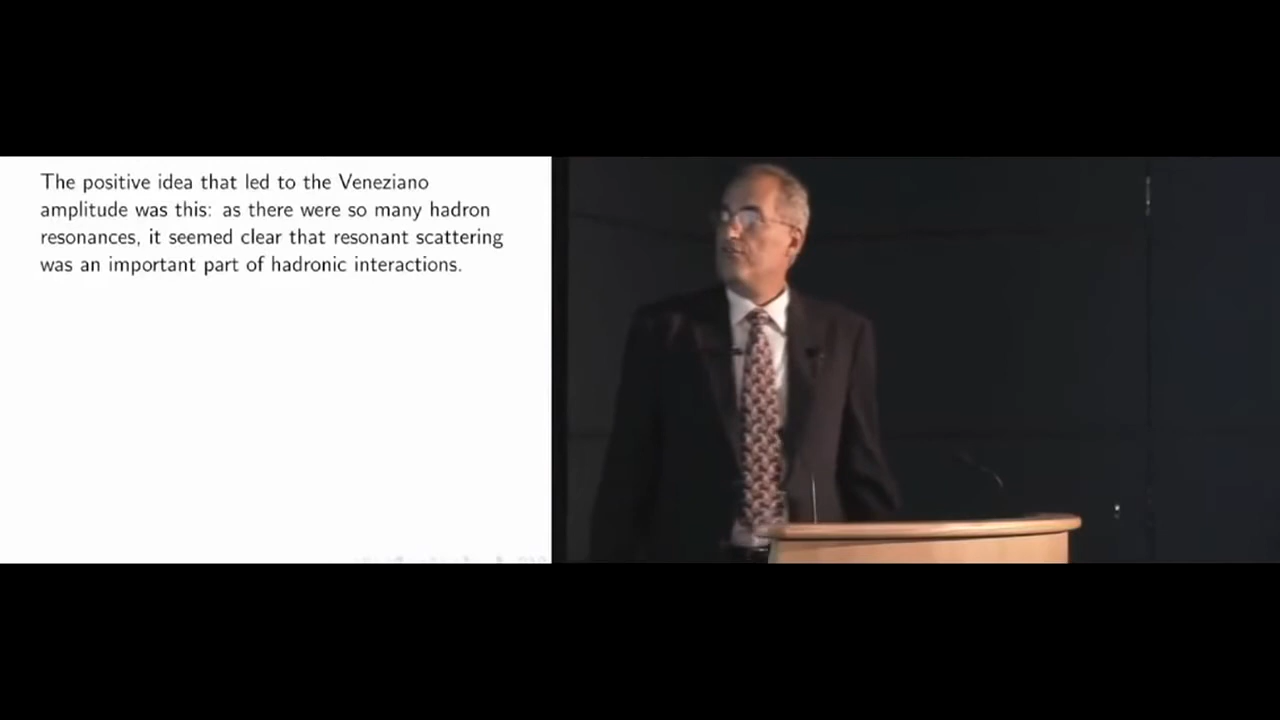 The positive idea that led to the Veneziano
amplitude was this: as there were so many hadron
resonances, it seemed clear that resonant scattering
was an important part of hadronic interactions.